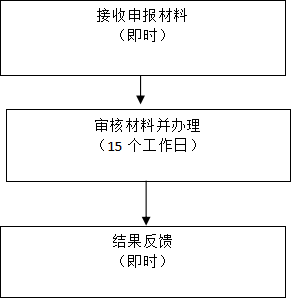 接收申报材料
（即时）
审核材料并办理
（15 个工作日）
结果反馈
（即时）